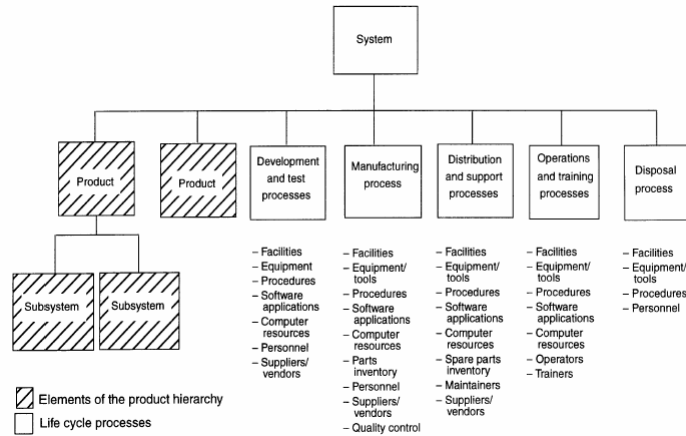 System
Product
Product
Development
and test
processes
Manufacturing
process
Distribution
and support
processes
Operations
and training
processes
Disposal
process
Subsystem
Subsystem
– Facilities
– Equipment
– Procedures
– Software
applications
– Computer
resources
– Personnel
– Suppliers/
vendors
– Facilities
– Equipment/
tools
– Procedures
– Software
applications
– Computer
resources
– Parts
inventory
– Personnel
– Suppliers/
vendors
– Quality control
– Facilities
– Equipment/
tools
– Procedures
– Software
applications
– Computer
resources
– Spare parts
inventory
– Maintainers
– Suppliers/
vendors
– Facilities
– Equipment/
tools
– Procedures
– Software
applications
– Computer
resources
– Operators
– Trainers
– Facilities
– Equipment/
tools
– Procedures
– Personnel
Elements of the product hierarchy
Life cycle processes